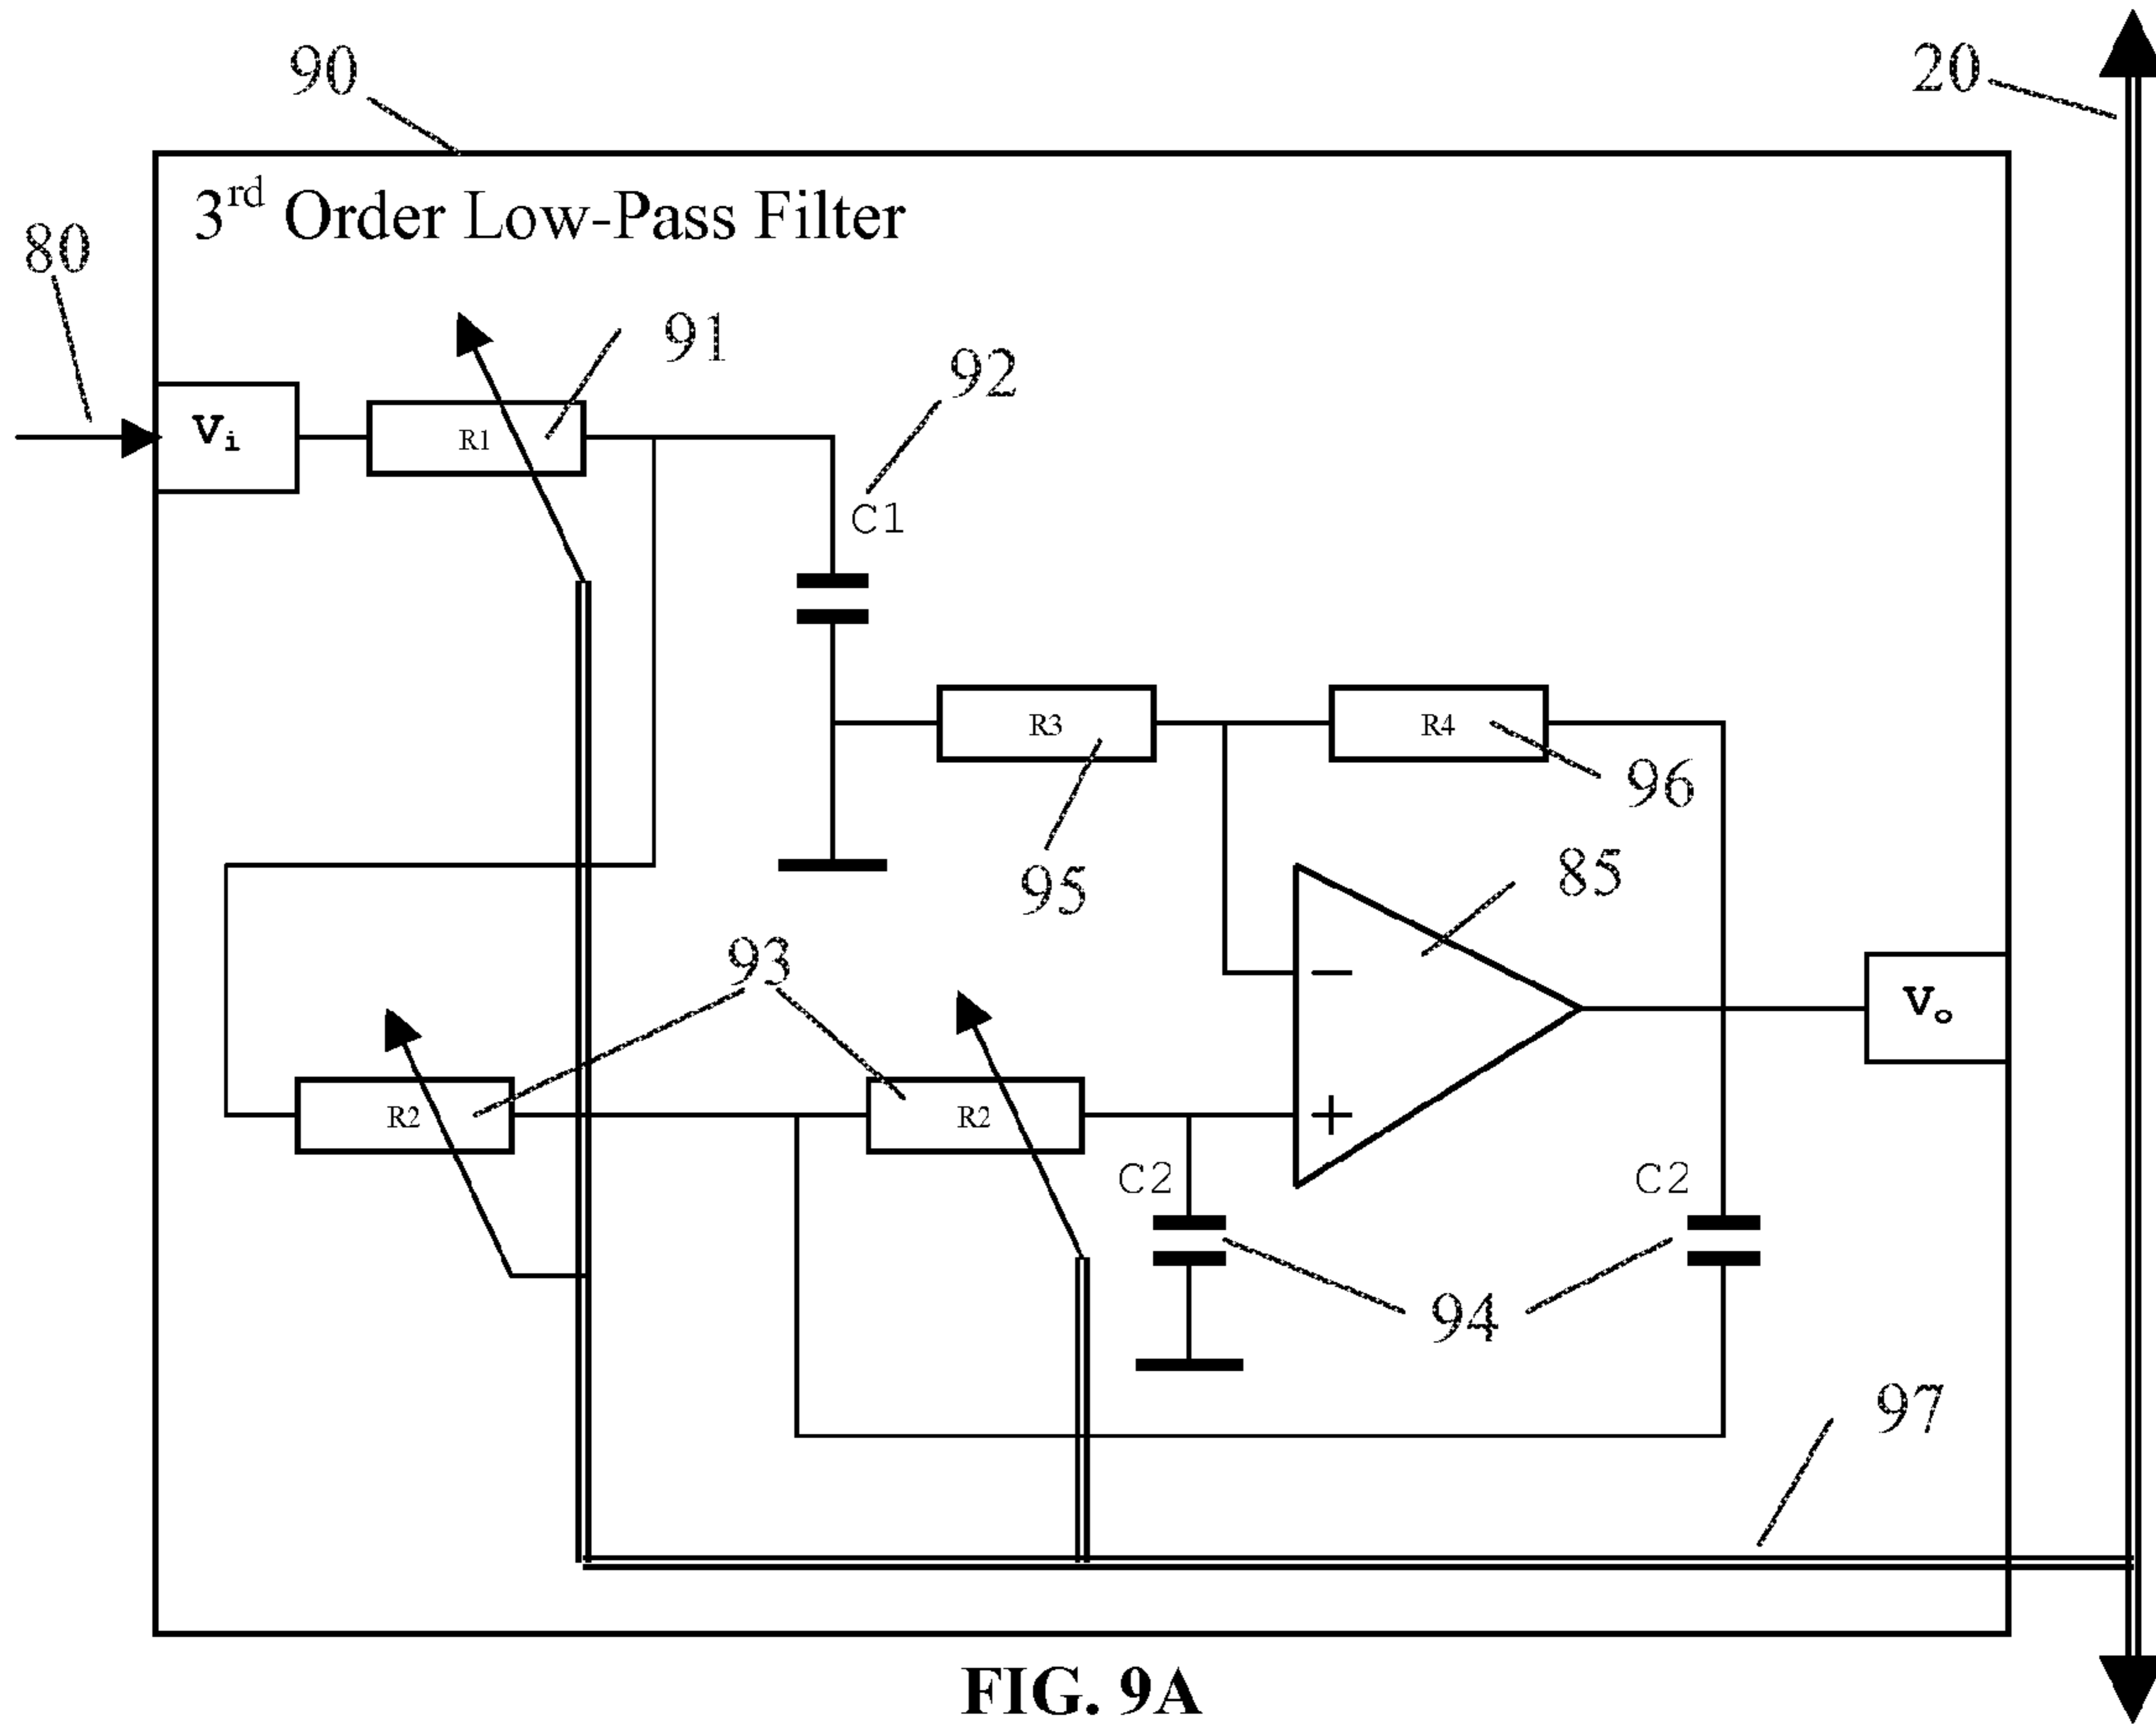 90
20
3rd Order Low-Pass Filter
80
91
92
Vi
R1
C1
R3
R4
96
95
85
93
Vo
R2
R2
C2
C2
94
97
FIG. 9A